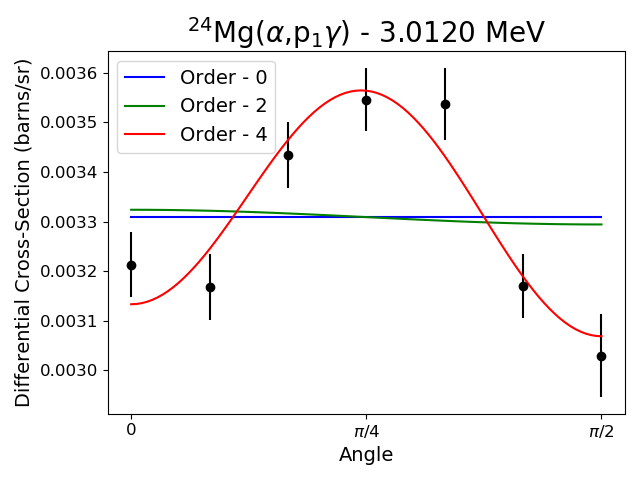 ²⁴Mg(α,p₁γ) - 3.0120 MeV
Order - 0
Order - 2
Order - 4
Differential Cross-Section (barns/sr)
0.0036
0.0035
0.0034
0.0033
0.0032
0.0031
0.0030
0
π/4
π/2
Angle